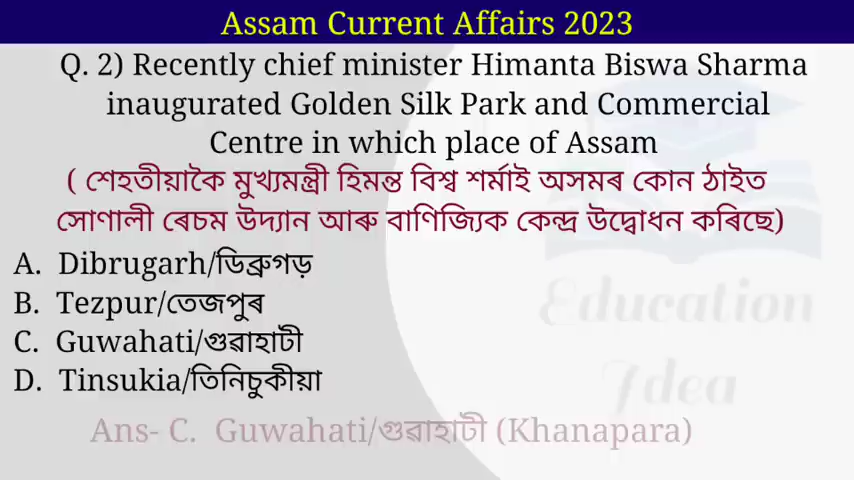 Assam Current Affairs 2023
Q. 2) Recently chief minister Himanta Biswa Sharma
inaugurated Golden Silk Park and Commercial
Centre in which place of Assam
( শেহতীয়াকৈ মুখ্যমন্ত্ৰী হিমন্ত বিশ্ব শৰ্মাই অসমৰ কোন ঠাইত
সোণালী ৰেচম উদ্যান আৰু বাণিজ্যিক কেন্দ্ৰ উদ্বোধন কৰিছে)
A. Dibrugarh/ডিব্ৰুগড়
B. Tezpur/তেজপুৰ
C. Guwahati/গুৱাহাটী
D. Tinsukia/তিনিচুকীয়া
Education
Idea
Ans- C. Guwahati/গুৱাহাটী (Khanapara)